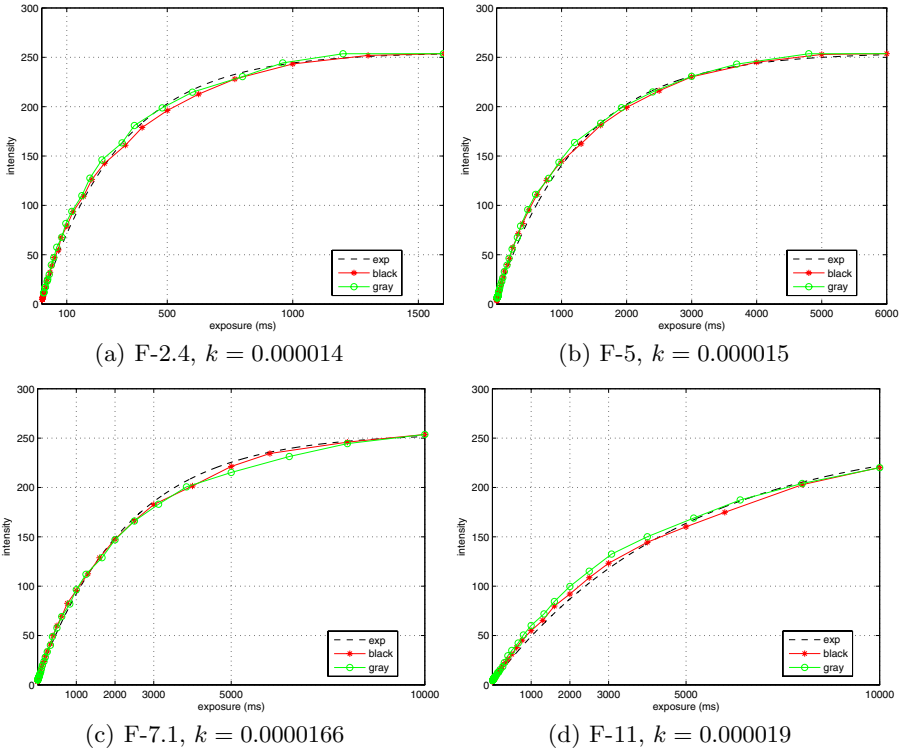 300
250
200
150
100
50
0
intensity
100 500 1000 1500
exposure (ms)
exp
black
gray
(a) F-2.4, k = 0.000014
300
250
200
150
100
50
0
intensity
1000 2000 3000 4000 5000 6000
exposure (ms)
exp
black
gray
(b) F-5, k = 0.000015
300
250
200
150
100
50
0
intensity
1000 2000 3000 5000 10000
exposure (ms)
exp
black
gray
(c) F-7.1, k = 0.0000166
300
250
200
150
100
50
0
intensity
1000 2000 3000 5000 10000
exposure (ms)
exp
black
gray
(d) F-11, k = 0.000019